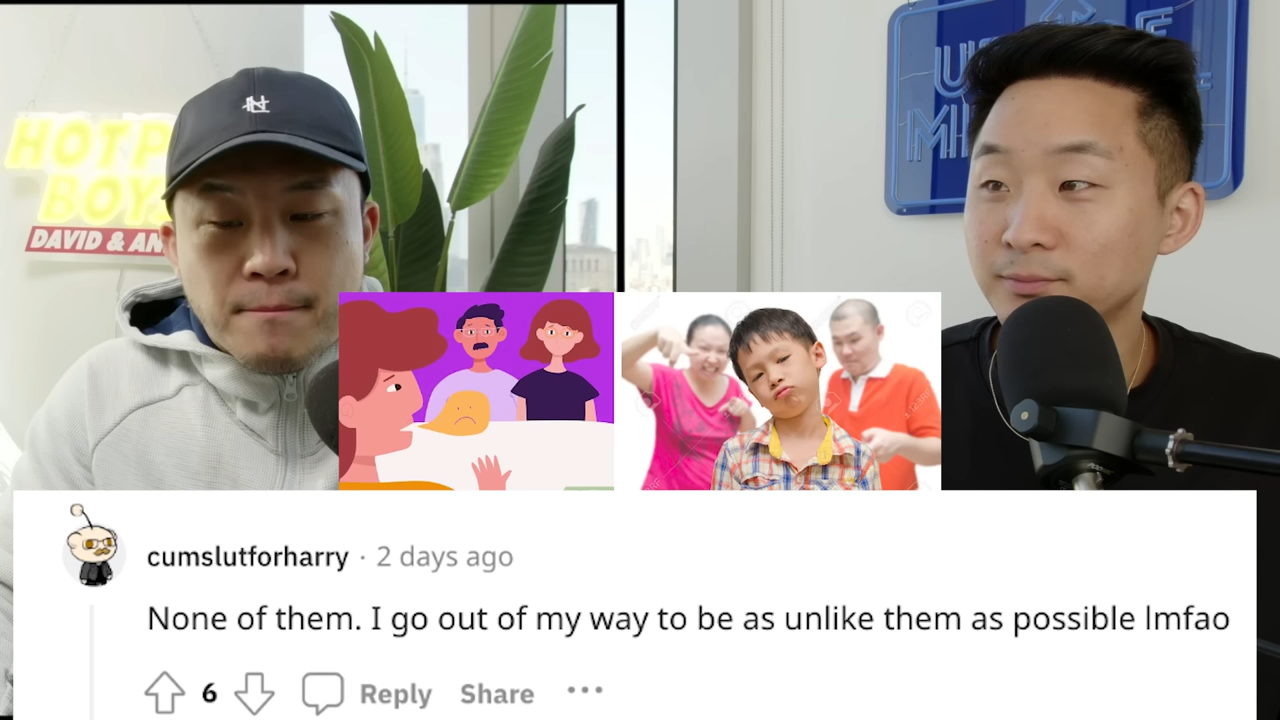 HOT P
BOY
DAVID & AN
cumslutforharry · 2 days ago
None of them. I go out of my way to be as unlike them as possible lmfao
6
Reply
Share